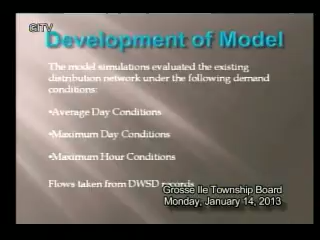 GITV
Development of Model
The model simulations evaluated the existing
distribution network under the following demand
conditions:
•Average Day Conditions
•Maximum Day Conditions
•Maximum Hour Conditions
Flows taken from DWSD records
Grosse Ile Township Board
Monday, January 14, 2013